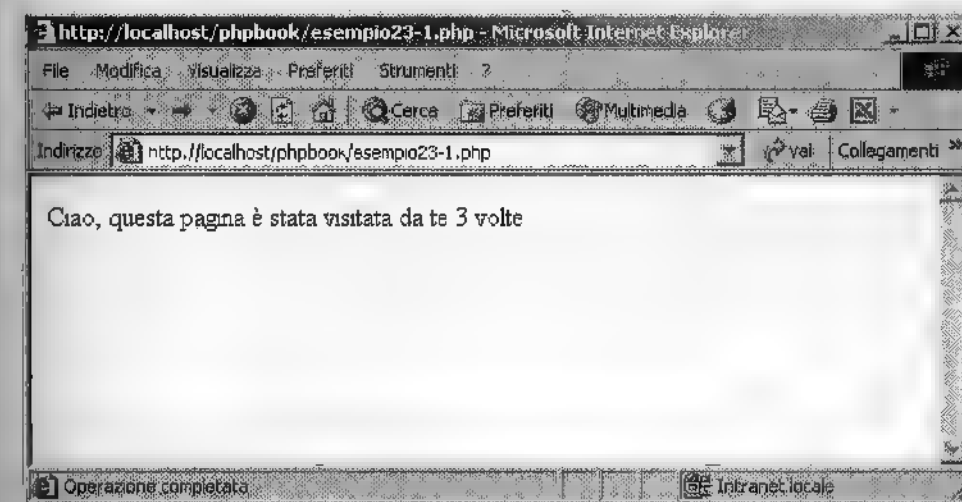 http://localhost/phpbook/esempio23-1.php - Microsoft Internet Explorer
File Modifica Visualizza Preferiti Strumenti ?
Indietro Cerca Preferiti Multimedia
Indirizzo http://localhost/phpbook/esempio23-1.php Vai Collegamenti »
Ciao, questa pagina è stata visitata da te 3 volte
Operazione completata Intranet locale